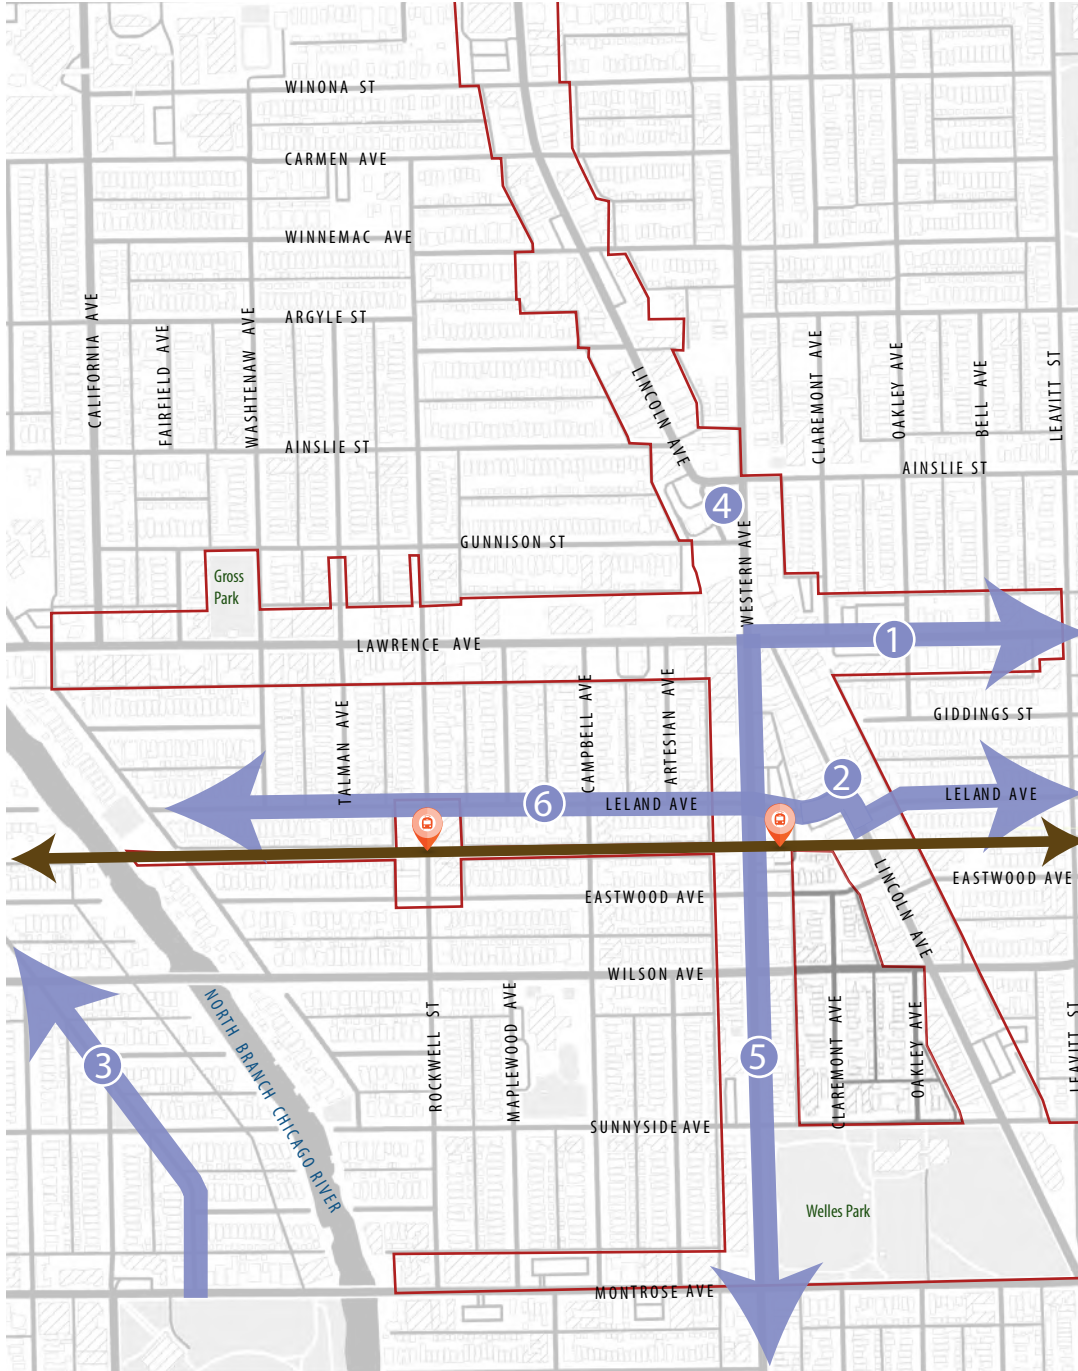 WINONA ST
CARMEN AVE
WINNEMAC AVE
ARGYLE ST
CALIFORNIA AVE
FAIRFIELD AVE
WASHTENAW AVE
LINCOLN AVE
CLAREMONT AVE
OAKLEY AVE
BELL AVE
LEAVITT ST
AINSLIE ST
AINSLIE ST
4
GUNNISON ST
WESTERN AVE
Gross
Park
LAWRENCE AVE
1
TALMAN AVE
CAMPBELL AVE
ARTESIAN AVE
GIDDINGS ST
2
6
LELAND AVE
LELAND AVE
EASTWOOD AVE
EASTWOOD AVE
LINCOLN AVE
WILSON AVE
NORTH BRANCH CHICAGO RIVER
ROCKWELL ST
MAPLEWOOD AVE
CLAREMONT AVE
OAKLEY AVE
LEAVITT ST
3
5
SUNNYSIDE AVE
Welles Park
MONTROSE AVE